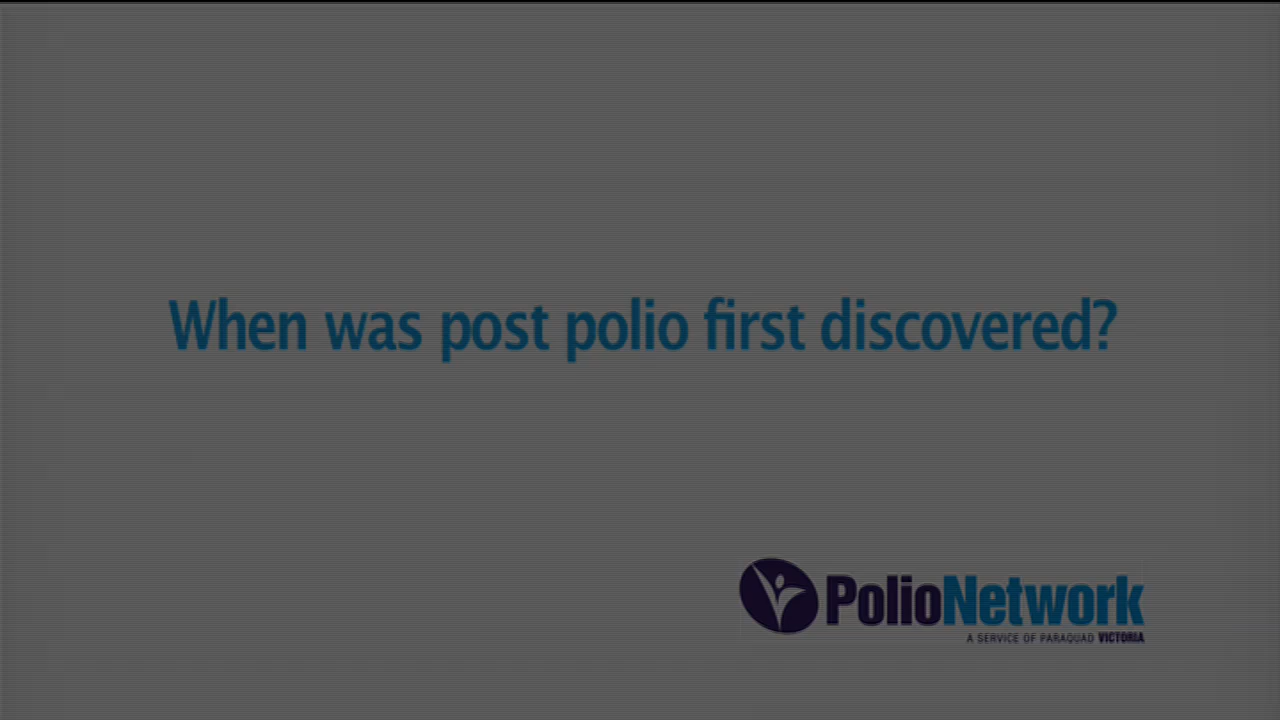 When was post polio first discovered?
PolioNetwork
A SERVICE OF PARAQUAD VICTORIA